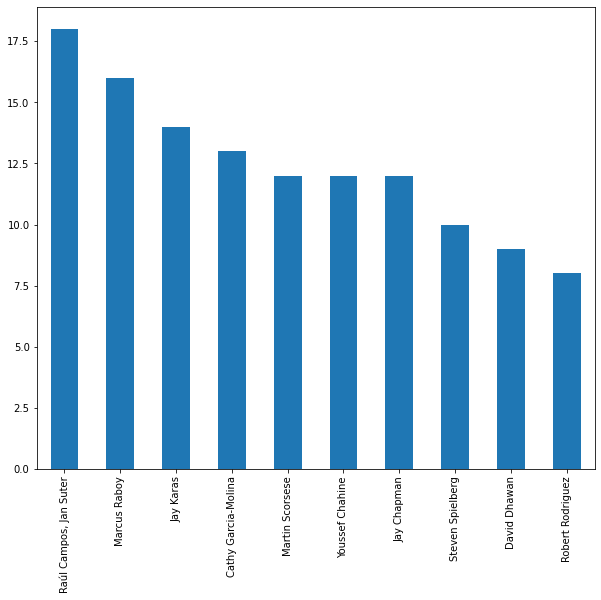 17.5
15.0
12.5
10.0
7.5
5.0
2.5
0.0
Raúl Campos, Jan Suter
Marcus Raboy
Jay Karas
Cathy Garcia-Molina
Martin Scorsese
Youssef Chahine
Jay Chapman
Steven Spielberg
David Dhawan
Robert Rodriguez